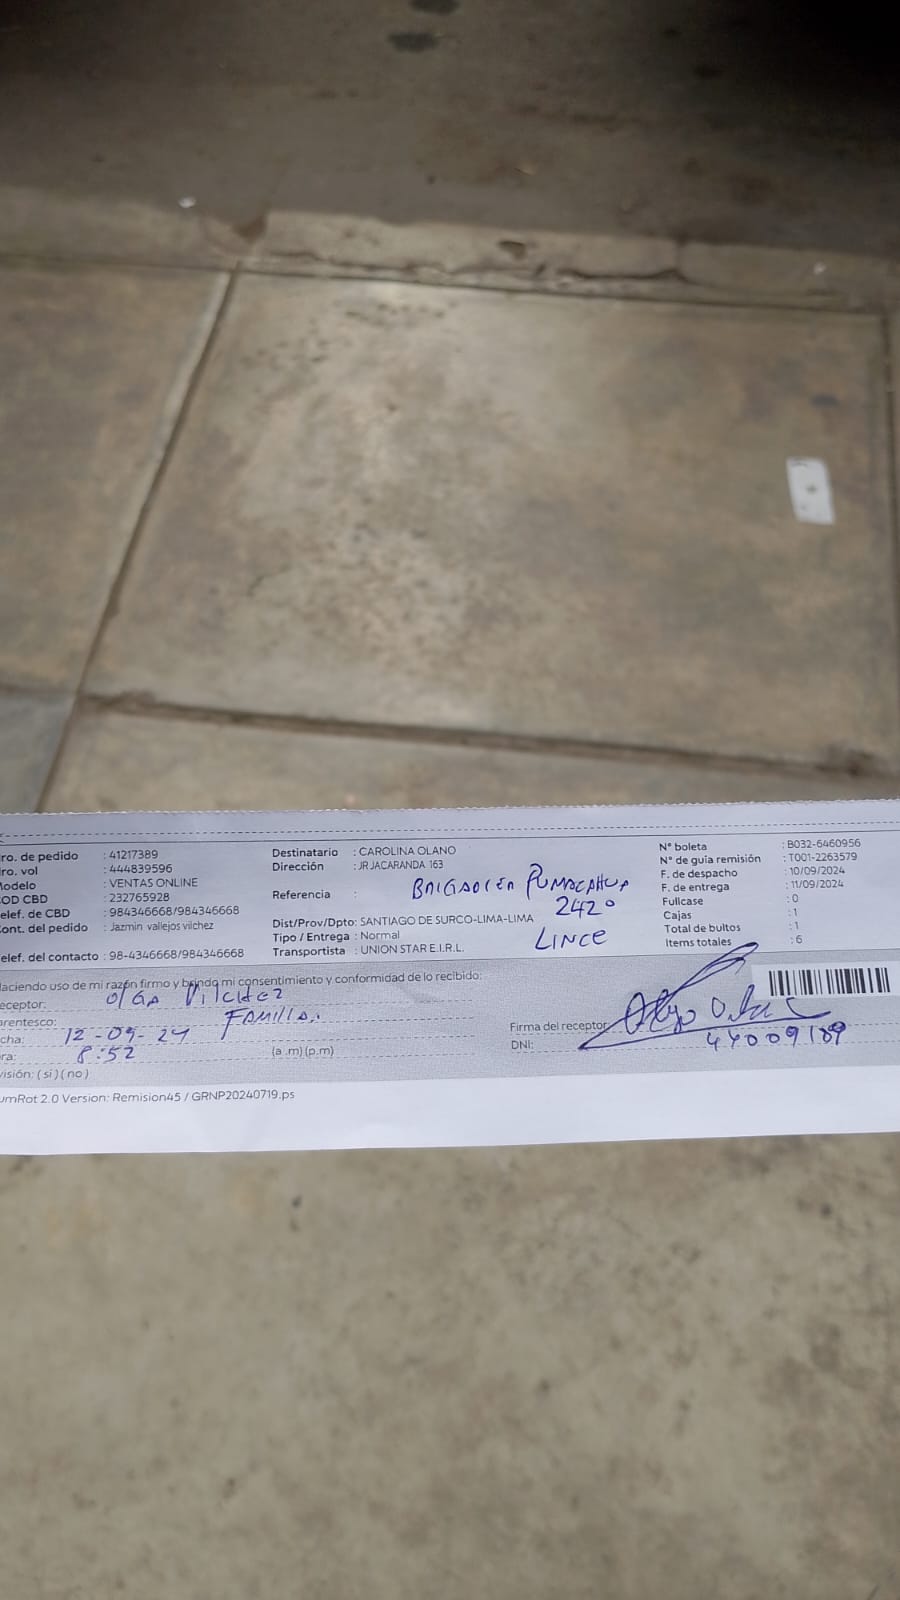 ro. de pedido : 41217389
ro. vol : 444839596
odelo : VENTAS ONLINE
OD CBD : 232765928
elef. de CBD : 984346668/984346668
ont. del pedido : Jazmin vallejos vilchez
elef. del contacto : 98-4346668/984346668
Destinatario : CAROLINA OLANO
Dirección : JR JACARANDA 163
Referencia :
BRIGADIER PUMACAHUA
2420
LINCE
Dist/Prov/Dpto: SANTIAGO DE SURCO-LIMA-LIMA
Tipo / Entrega : Normal
Transportista : UNION STAR E.I.R.L.
N° boleta : B032-6460956
N° de guia remisión : T001-2263579
F. de despacho : 10/09/2024
F. de entrega : 11/09/2024
Fullcase : 0
Cajas : 1
Total de bultos : 1
Items totales : 6
aciendo uso de mi razón firmo y brindo mi consentimiento y conformidad de lo recibido:
eceptor: olGA VilcHEz
rentesco: FAMiliA.
cha: 12-09-24
ra: 8:52 (a .m) (p.m)
visión: ( si ) ( no )
Firma del receptor:
DNI: 44009189
umRot 2.0 Version: Remision45 / GRNP20240719.ps